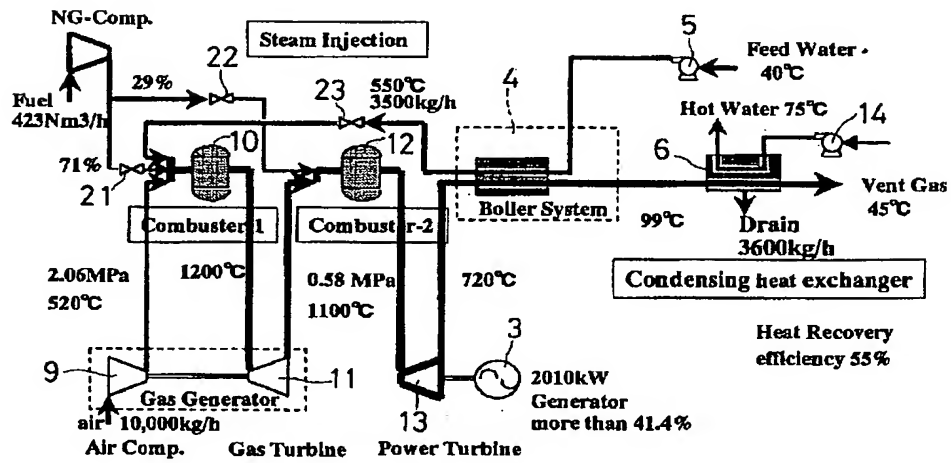 NG-Comp.
Steam Injection
5
Feed Water -
40℃
22
29%
23
550℃
3500kg/h
4
Hot Water 75℃
14
Fuel
423Nm3/h
10
12
6
71%
21
Vent Gas
45℃
Boiler System
99℃
Drain
3600kg/h
Combuster-1
Combuster-2
Condensing heat exchanger
2.06MPa
520℃
1200℃
0.58 MPa
1100℃
720℃
Heat Recovery
efficiency 55%
9
11
3
13
Gas Generator
2010kW
Generator
more than 41.4%
air 10,000kg/h
Air Comp.
Gas Turbine
Power Turbine